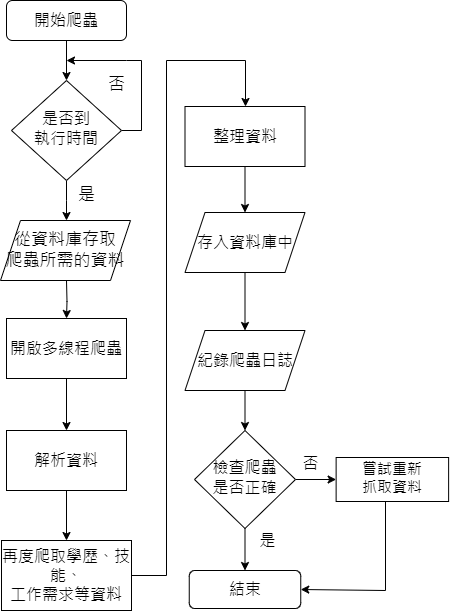 開始爬蟲
否
是否到
執行時間
是
從資料庫存取
爬蟲所需的資料
開啟多線程爬蟲
解析資料
再度爬取學歷、技
能、
工作需求等資料
整理資料
存入資料庫中
紀錄爬蟲日誌
檢查爬蟲
是否正確
否
嘗試重新
抓取資料
是
結束